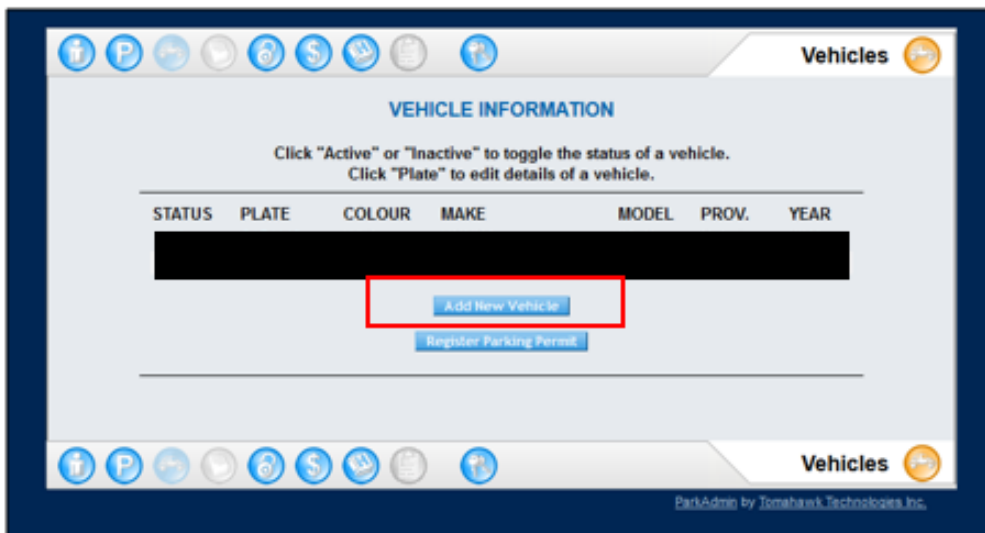 Vehicles
VEHICLE INFORMATION
Click "Active" or "Inactive" to toggle the status of a vehicle.
Click "Plate" to edit details of a vehicle.
STATUS PLATE COLOUR MAKE MODEL PROV. YEAR
Add New Vehicle
Register Parking Permit
Vehicles
ParkAdmin by Tomahawk Technologies Inc.